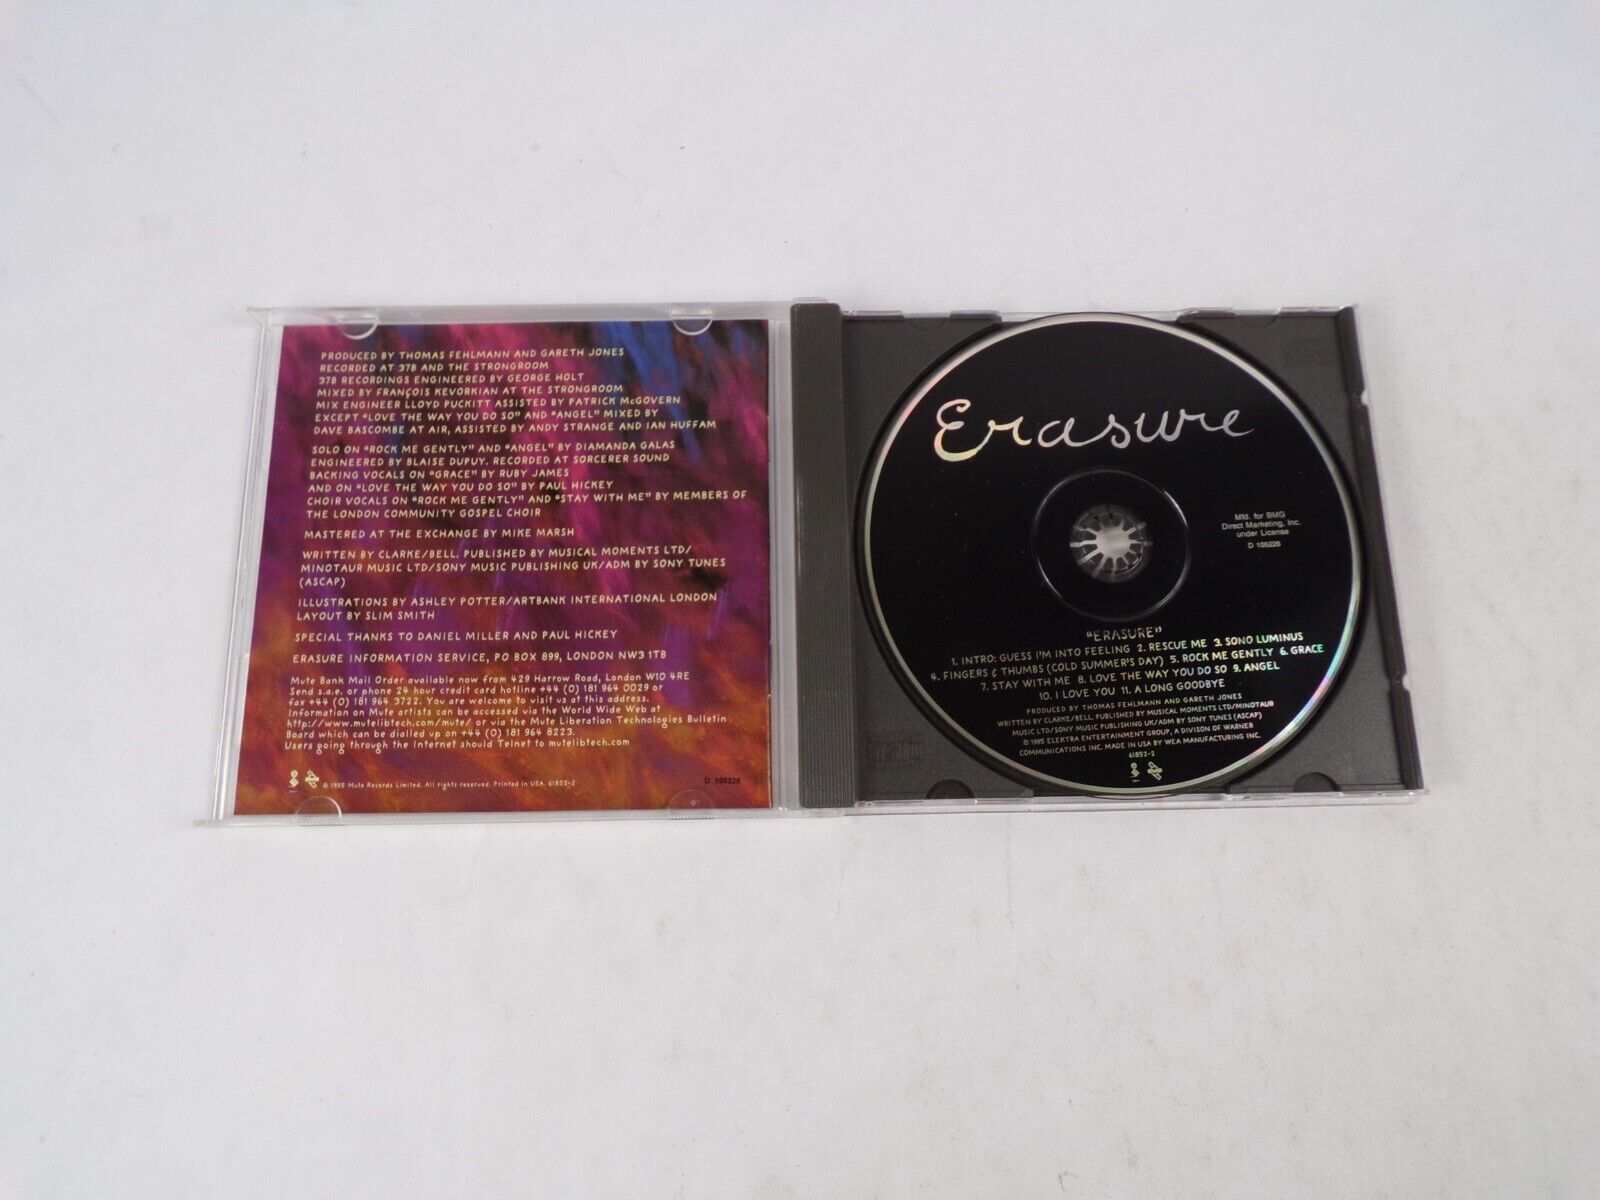 PRODUCED BY THOMAS FEHLMANN AND GARETH JONES
RECORDED AT 37B AND THE STRONGROOM
37B RECORDINGS ENGINEERED BY GEORGE HOLT
MIXED BY FRANÇOIS KEVORKIAN AT THE STRONGROOM
MIX ENGINEER LLOYD PUCKITT ASSISTED BY PATRICK McGOVERN
EXCEPT "LOVE THE WAY YOU DO SO" AND "ANGEL" MIXED BY
DAVE BASCOMBE AT AIR, ASSISTED BY ANDY STRANGE AND IAN HUFFAM
SOLO ON "ROCK ME GENTLY" AND "ANGEL" BY DIAMANDA GALAS
ENGINEERED BY BLAISE DUPUY. RECORDED AT SORCERER SOUND
BACKING VOCALS ON "GRACE" BY RUBY JAMES
AND ON "LOVE THE WAY YOU DO SO" BY PAUL HICKEY
CHOIR VOCALS ON "ROCK ME GENTLY" AND "STAY WITH ME" BY MEMBERS OF
THE LONDON COMMUNITY GOSPEL CHOIR
MASTERED AT THE EXCHANGE BY MIKE MARSH
WRITTEN BY CLARKE/BELL. PUBLISHED BY MUSICAL MOMENTS LTD/
MINOTAUR MUSIC LTD/SONY MUSIC PUBLISHING UK/ADM BY SONY TUNES
(ASCAP)
ILLUSTRATIONS BY ASHLEY POTTER/ARTBANK INTERNATIONAL LONDON
LAYOUT BY SLIM SMITH
SPECIAL THANKS TO DANIEL MILLER AND PAUL HICKEY
ERASURE INFORMATION SERVICE, PO BOX 899, LONDON NW3 1TB
Mute Bank Mail Order available now from 429 Harrow Road, London W10 4RE
Send s.a.e. or phone 24 hour credit card hotline +44 (0) 181 964 0029 or
fax +44 (0) 181 964 3722. You are welcome to visit us at this address.
Information on Mute artists can be accessed via the World Wide Web at
http://www.mutelibtech.com/mute/ or via the Mute Liberation Technologies Bulletin
Board which can be dialled up on +44 (0) 181 964 8223.
Users going through the Internet should Telnet to mutelibtech.com
© 1995 Mute Records Limited. All rights reserved. Printed in USA. 61852-2
D 105226
Erasure
Mfd. for BMG
Direct Marketing, Inc.
under License
D 105226
"ERASURE"
1. INTRO: GUESS I'M INTO FEELING 2. RESCUE ME 3. SONO LUMINUS
4. FINGERS & THUMBS (COLD SUMMER'S DAY) 5. ROCK ME GENTLY 6. GRACE
7. STAY WITH ME 8. LOVE THE WAY YOU DO SO 9. ANGEL
10. I LOVE YOU 11. A LONG GOODBYE
PRODUCED BY THOMAS FEHLMANN AND GARETH JONES
WRITTEN BY CLARKE/BELL. PUBLISHED BY MUSICAL MOMENTS LTD/MINOTAUR
MUSIC LTD/SONY MUSIC PUBLISHING UK/ADM BY SONY TUNES (ASCAP)
℗ 1995 ELEKTRA ENTERTAINMENT GROUP, A DIVISION OF WARNER
COMMUNICATIONS INC. MADE IN USA BY WEA MANUFACTURING INC.
61852-2